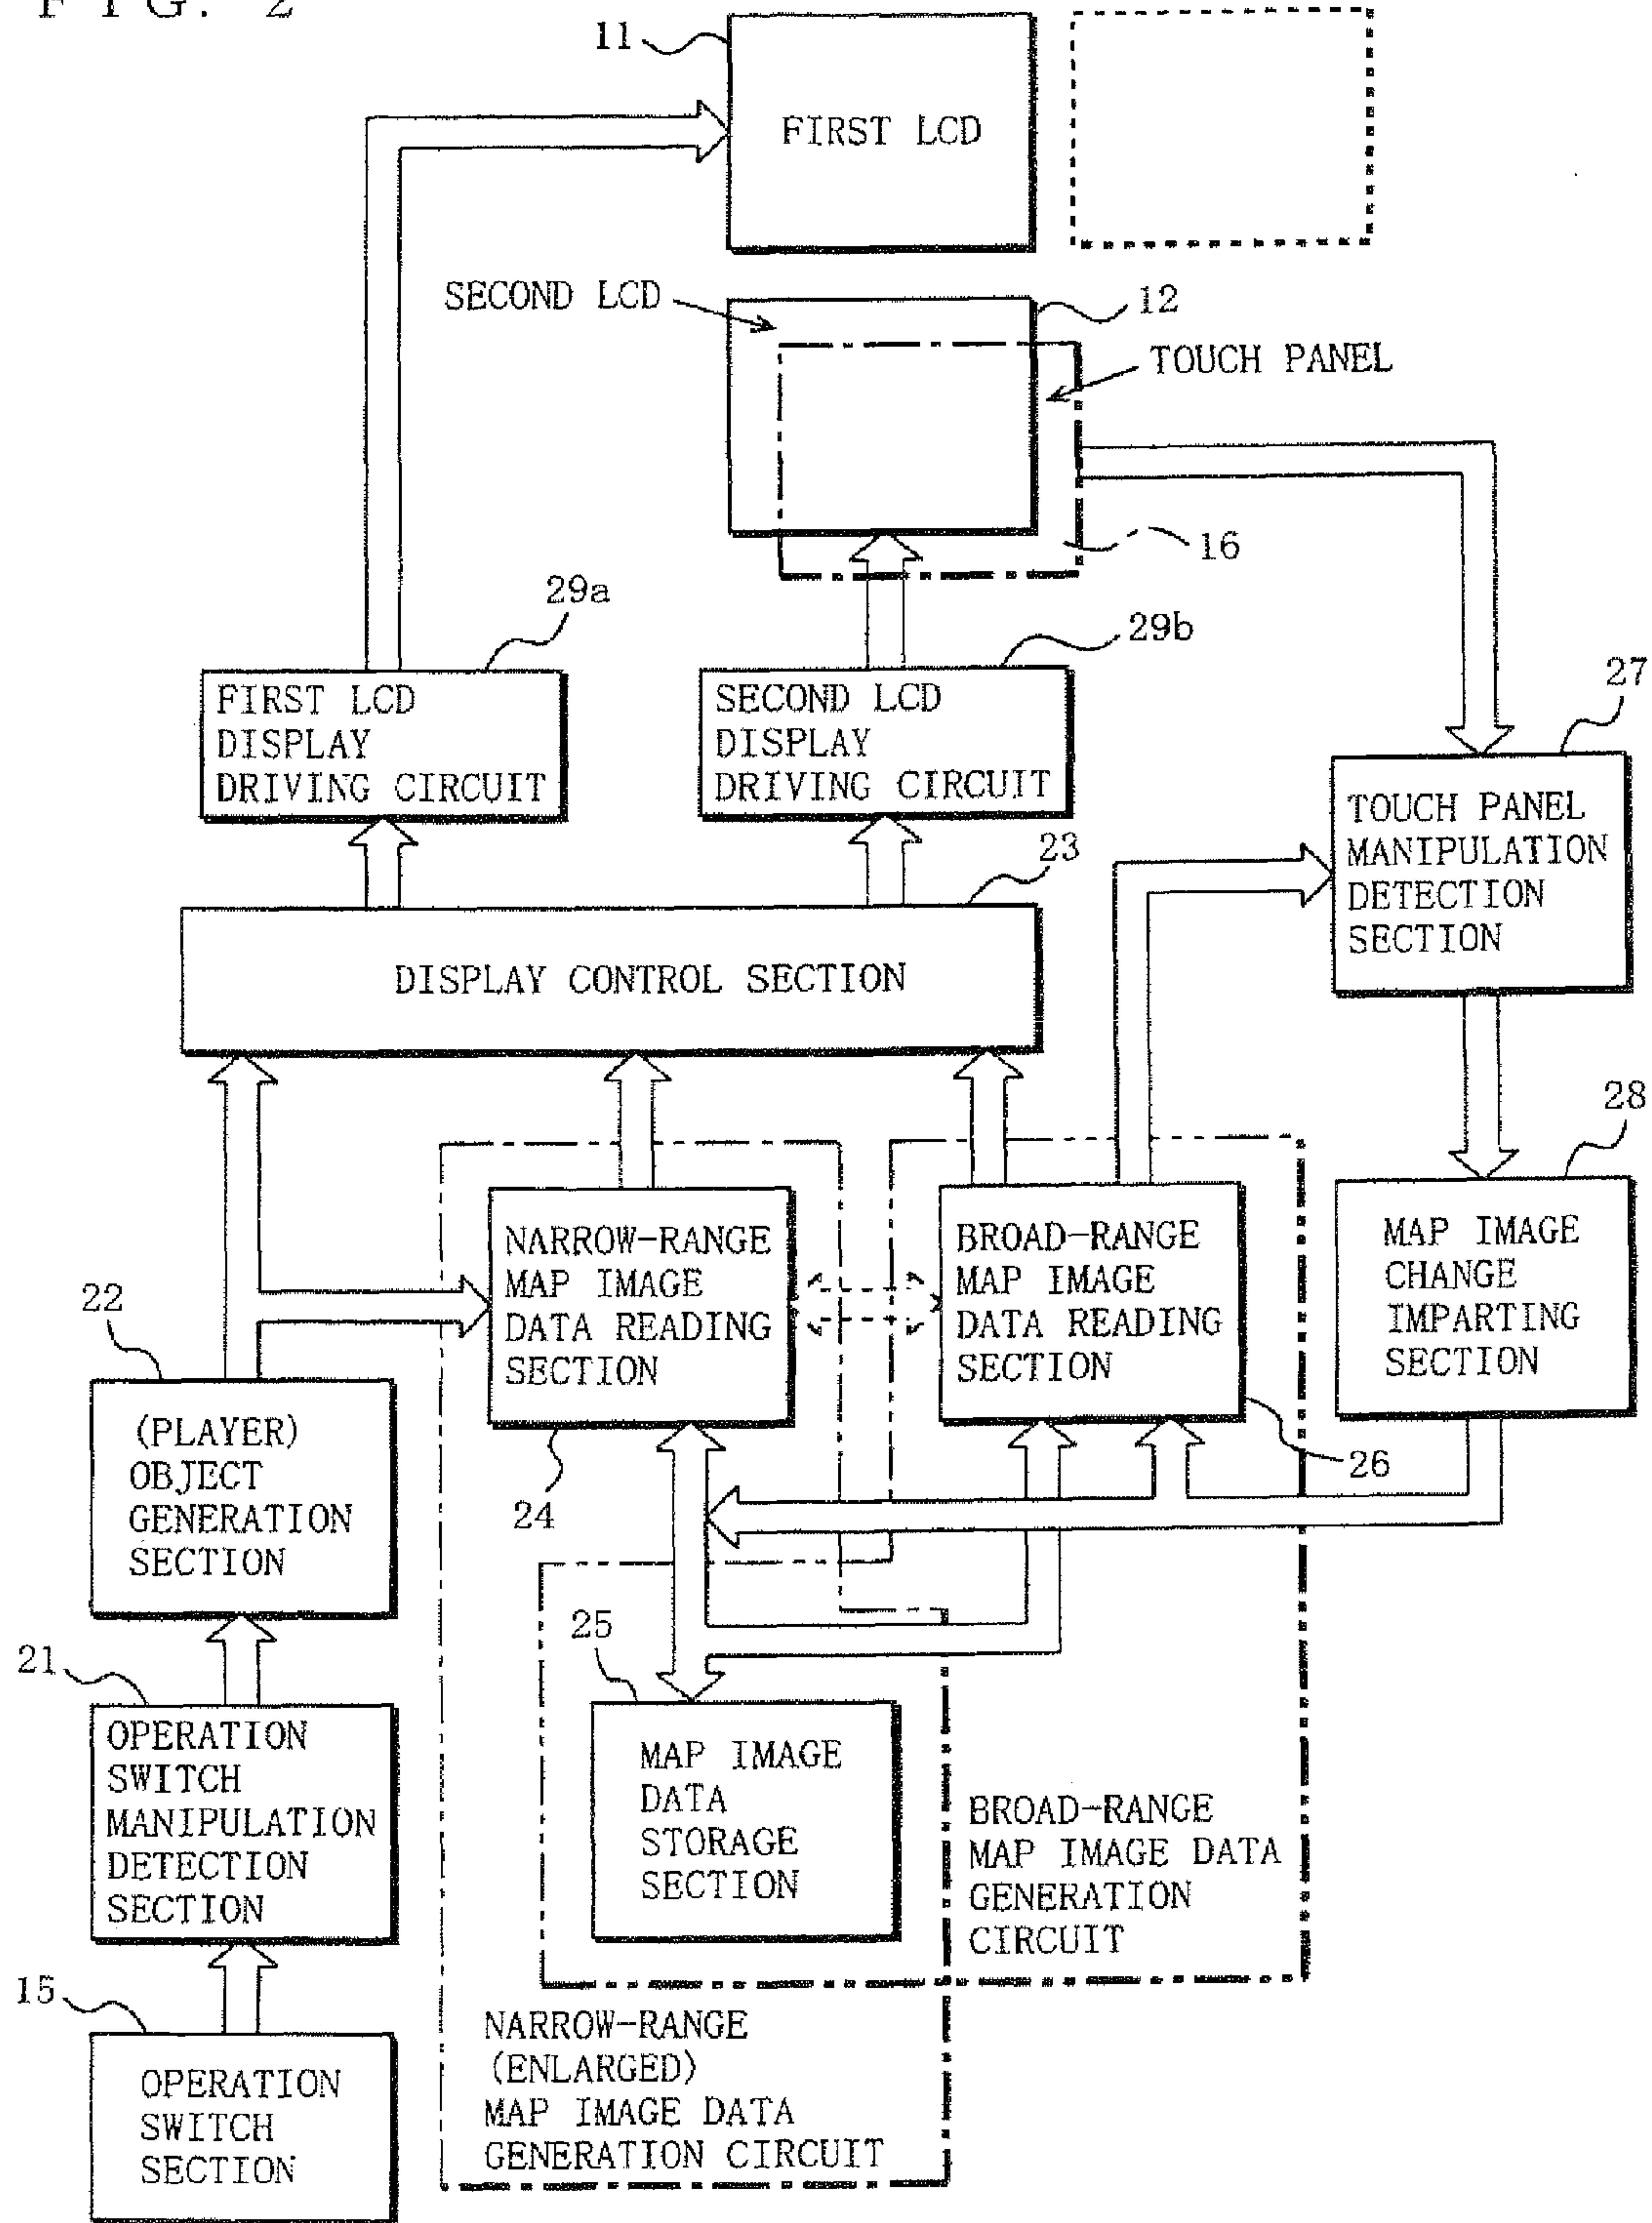 FIG. 2
11
FIRST LCD
SECOND LCD
12
TOUCH PANEL
16
29a
29b
FIRST LCD
DISPLAY
DRIVING CIRCUIT
SECOND LCD
DISPLAY
DRIVING CIRCUIT
27
TOUCH PANEL
MANIPULATION
DETECTION
SECTION
23
DISPLAY CONTROL SECTION
28
NARROW-RANGE
MAP IMAGE
DATA READING
SECTION
24
BROAD-RANGE
MAP IMAGE
DATA READING
SECTION
26
MAP IMAGE
CHANGE
IMPARTING
SECTION
22
(PLAYER)
OBJECT
GENERATION
SECTION
21
OPERATION
SWITCH
MANIPULATION
DETECTION
SECTION
25
MAP IMAGE
DATA
STORAGE
SECTION
BROAD-RANGE
MAP IMAGE DATA
GENERATION
CIRCUIT
15
OPERATION
SWITCH
SECTION
NARROW-RANGE
(ENLARGED)
MAP IMAGE DATA
GENERATION CIRCUIT